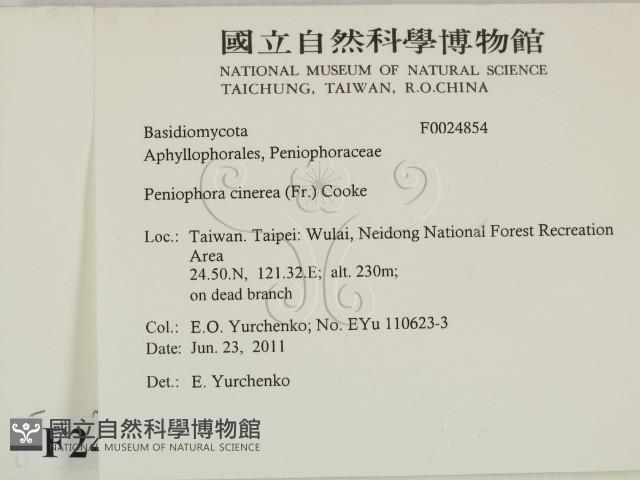 國立自然科學博物館
NATIONAL MUSEUM OF NATURAL SCIENCE
TAICHUNG, TAIWAN, R.O.CHINA
Basidiomycota F0024854
Aphyllophorales, Peniophoraceae
Peniophora cinerea (Fr.) Cooke
Loc.: Taiwan. Taipei: Wulai, Neidong National Forest Recreation
Area
24.50.N, 121.32.E; alt. 230m;
on dead branch
Col.: E.O. Yurchenko; No. EYu 110623-3
Date: Jun. 23, 2011
Det.: E. Yurchenko
F2
國立自然科學博物館
NATIONAL MUSEUM OF NATURAL SCIENCE